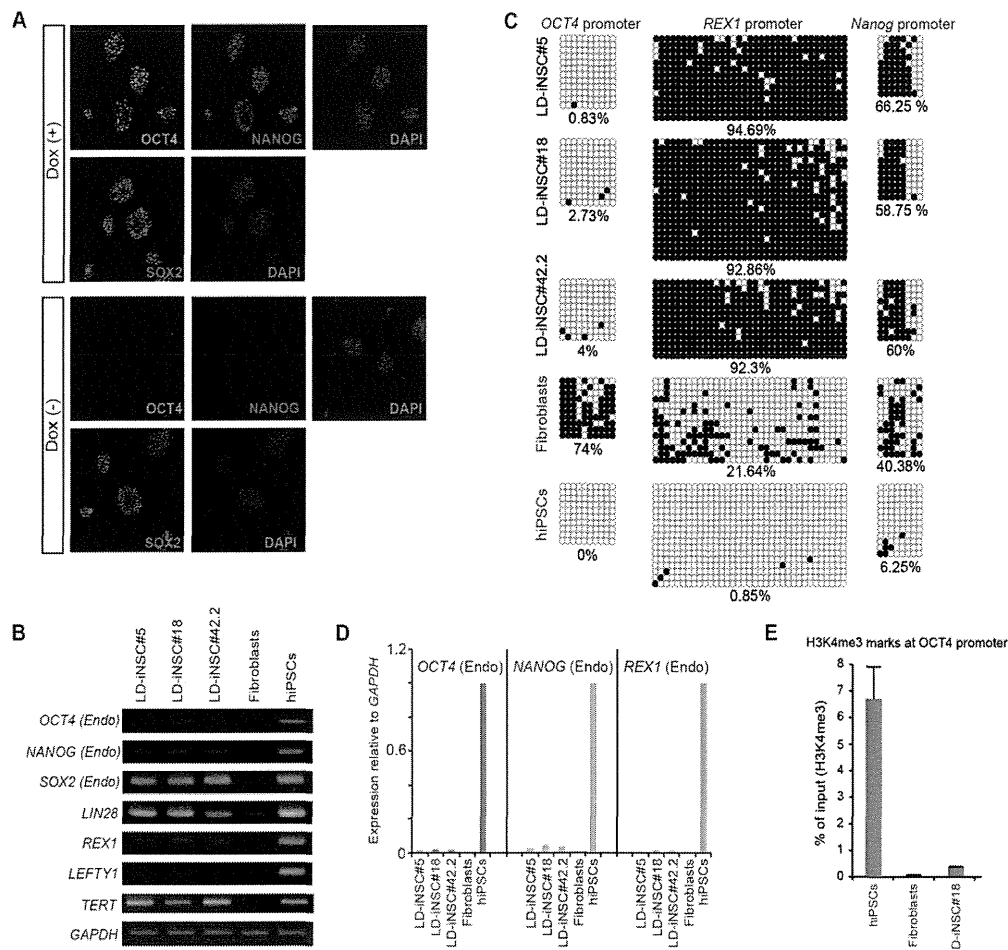 A
Dox (+)
OCT4
NANOG
DAPI
SOX2
DAPI
Dox (-)
OCT4
NANOG
DAPI
SOX2
DAPI
C
OCT4 promoter
REX1 promoter
Nanog promoter
LD-iNSC#5
0.83%
94.69%
66.25 %
LD-iNSC#18
2.73%
92.86%
58.75 %
LD-iNSC#42.2
4%
92.3%
60%
Fibroblasts
74%
21.64%
40.38%
hiPSCs
0%
0.85%
6.25%
B
LD-iNSC#5
LD-iNSC#18
LD-iNSC#42.2
Fibroblasts
hiPSCs
OCT4 (Endo)
NANOG (Endo)
SOX2 (Endo)
LIN28
REX1
LEFTY1
TERT
GAPDH
D
Expression relative to GAPDH
1.2
0.6
0
OCT4 (Endo)
NANOG (Endo)
REX1 (Endo)
LD-iNSC#5
LD-iNSC#18
LD-iNSC#42.2
Fibroblasts
hiPSCs
LD-iNSC#5
LD-iNSC#18
LD-iNSC#42.2
Fibroblasts
hiPSCs
LD-iNSC#5
LD-iNSC#18
LD-iNSC#42.2
Fibroblasts
hiPSCs
E
H3K4me3 marks at OCT4 promoter
% of input (H3K4me3)
8
7
6
5
4
3
2
1
0
hiPSCs
Fibroblasts
D-iNSC#18